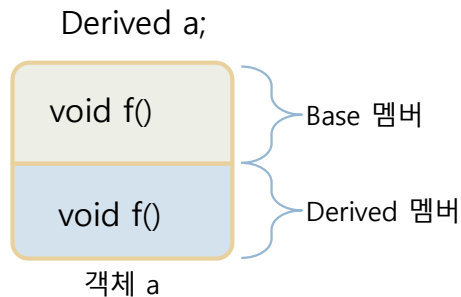 Derived a;
void f()
Base 멤버
void f()
Derived 멤버
객체 a